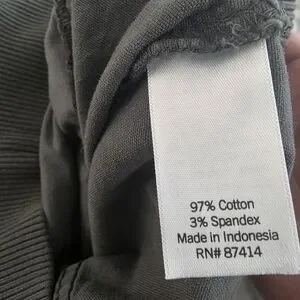 97% Cotton
3% Spandex
Made in Indonesia
RN# 87414